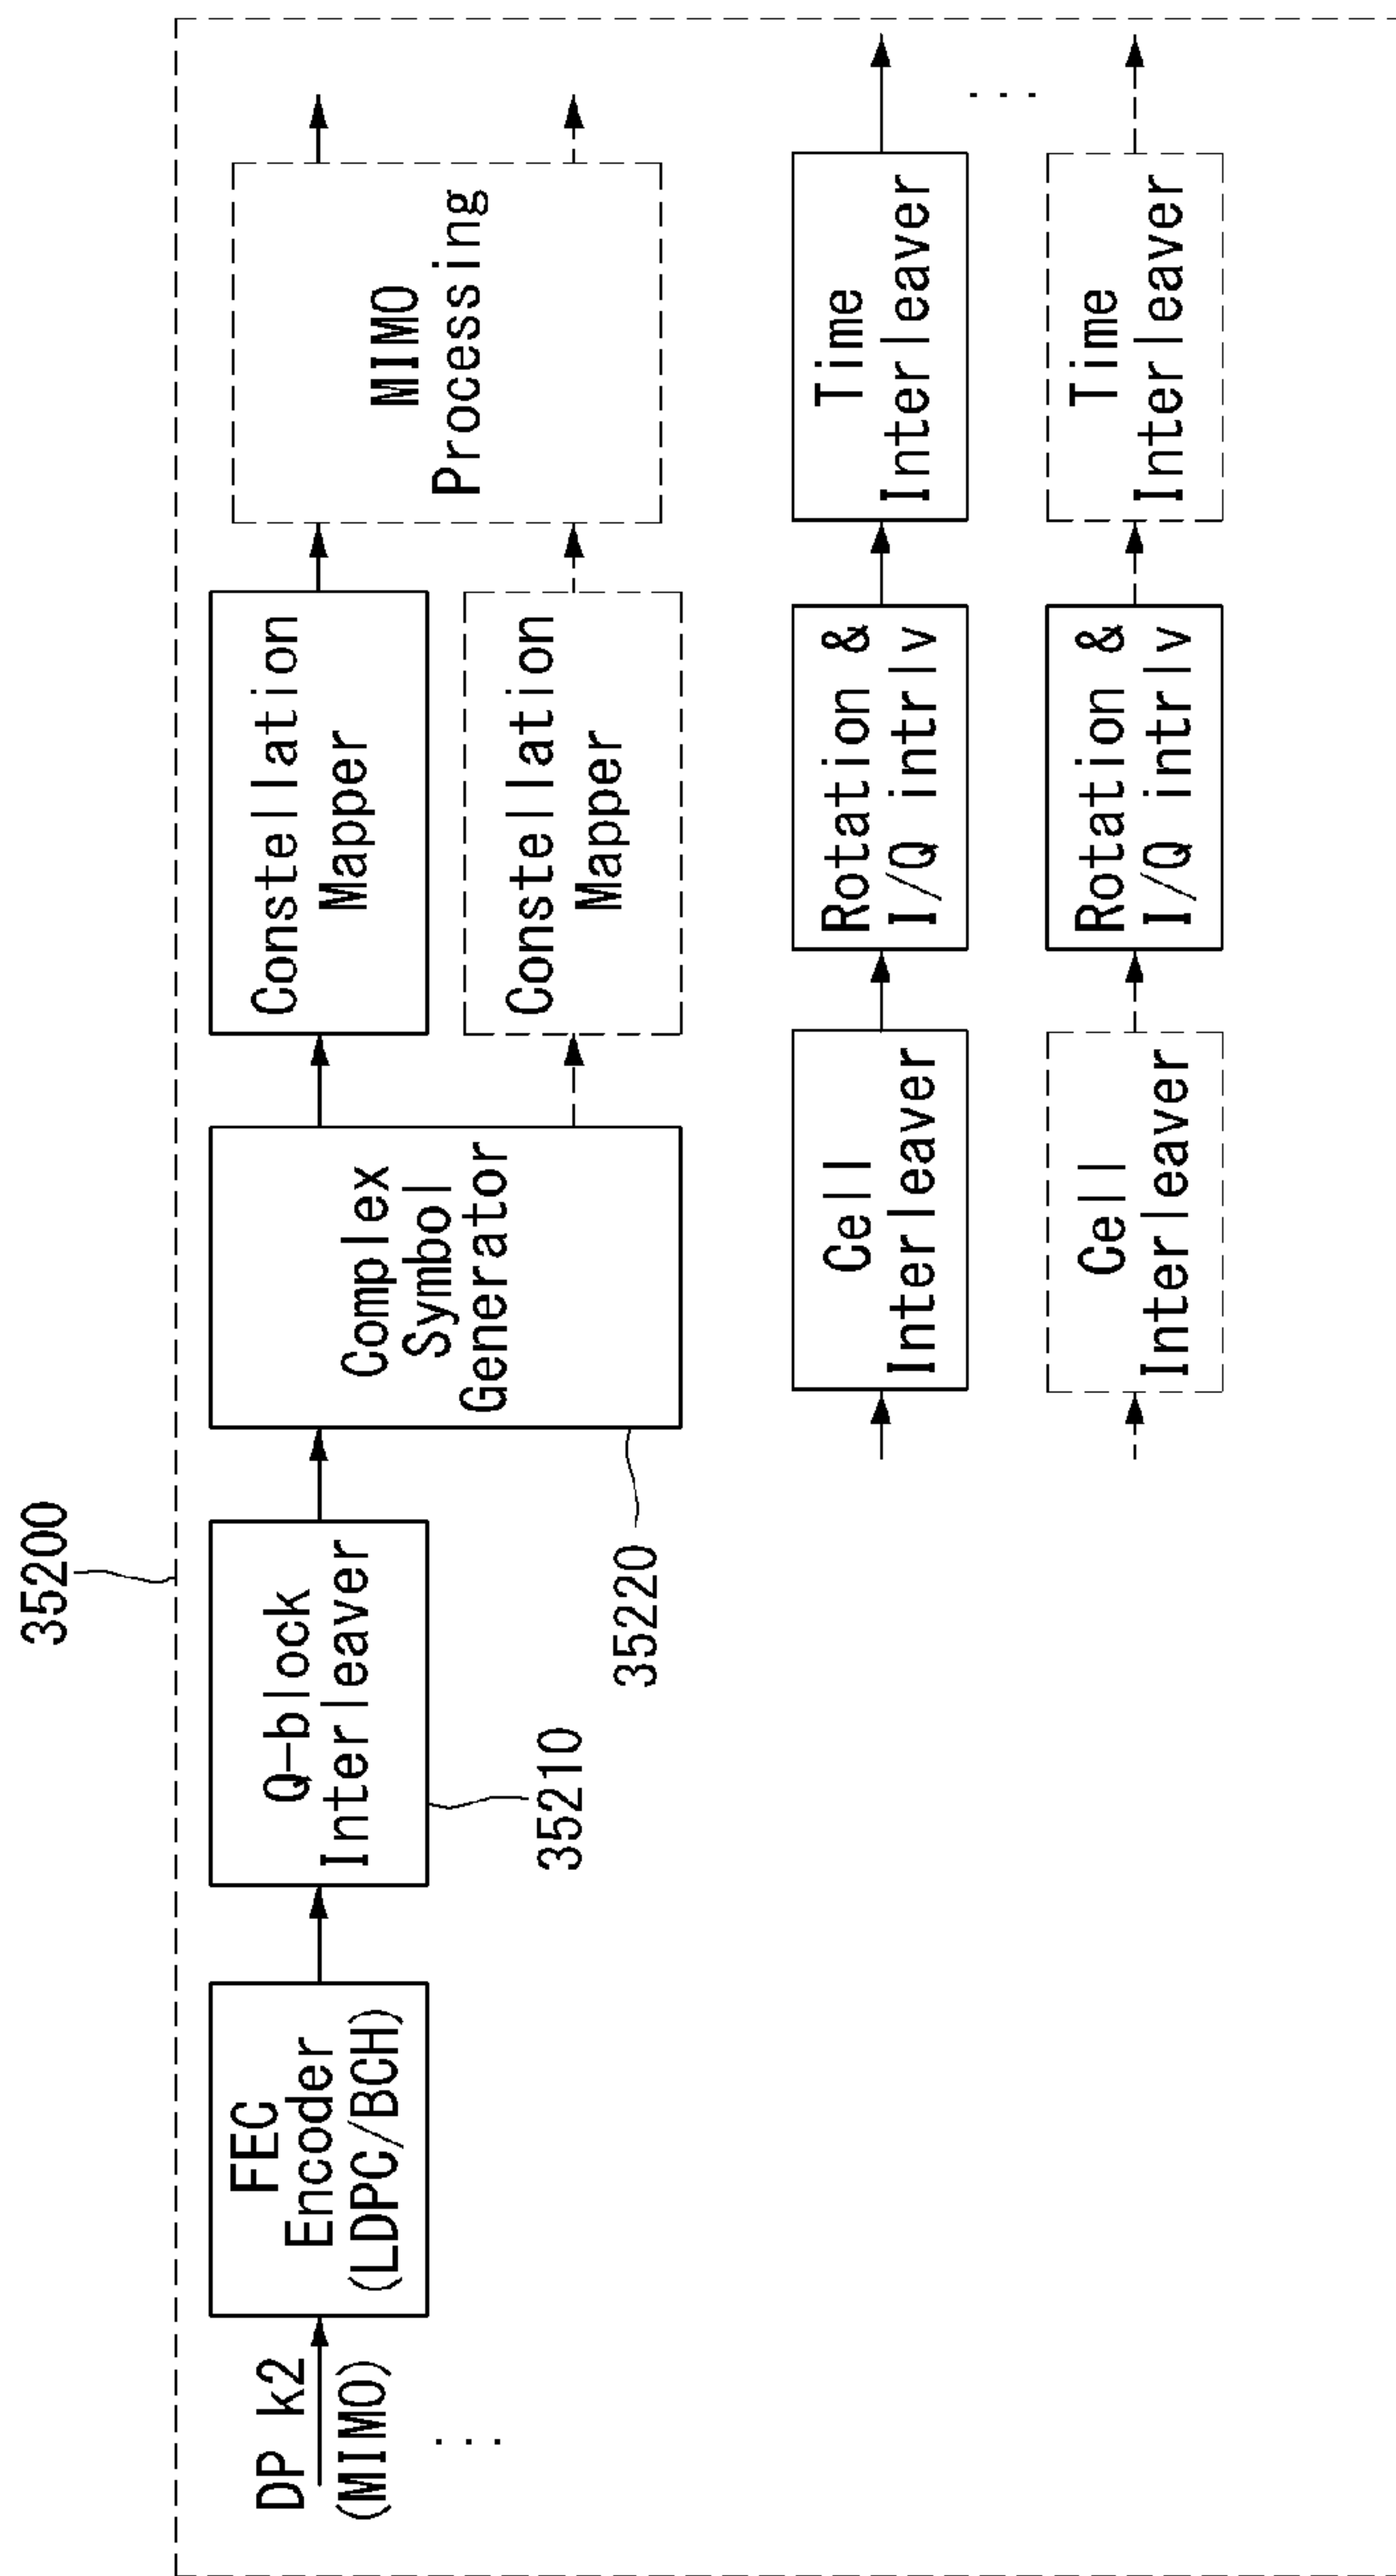 35200
DP k2
(MIMO)
...
FEC
Encoder
(LDPC/BCH)
Q-block
Interleaver
35210
Complex
Symbol
Generator
35220
Constellation
Mapper
Constellation
Mapper
MIMO
Processing
Cell
Interleaver
Rotation &
I/Q intrlv
Time
Interleaver
...
Cell
Interleaver
Rotation &
I/Q intrlv
Time
Interleaver